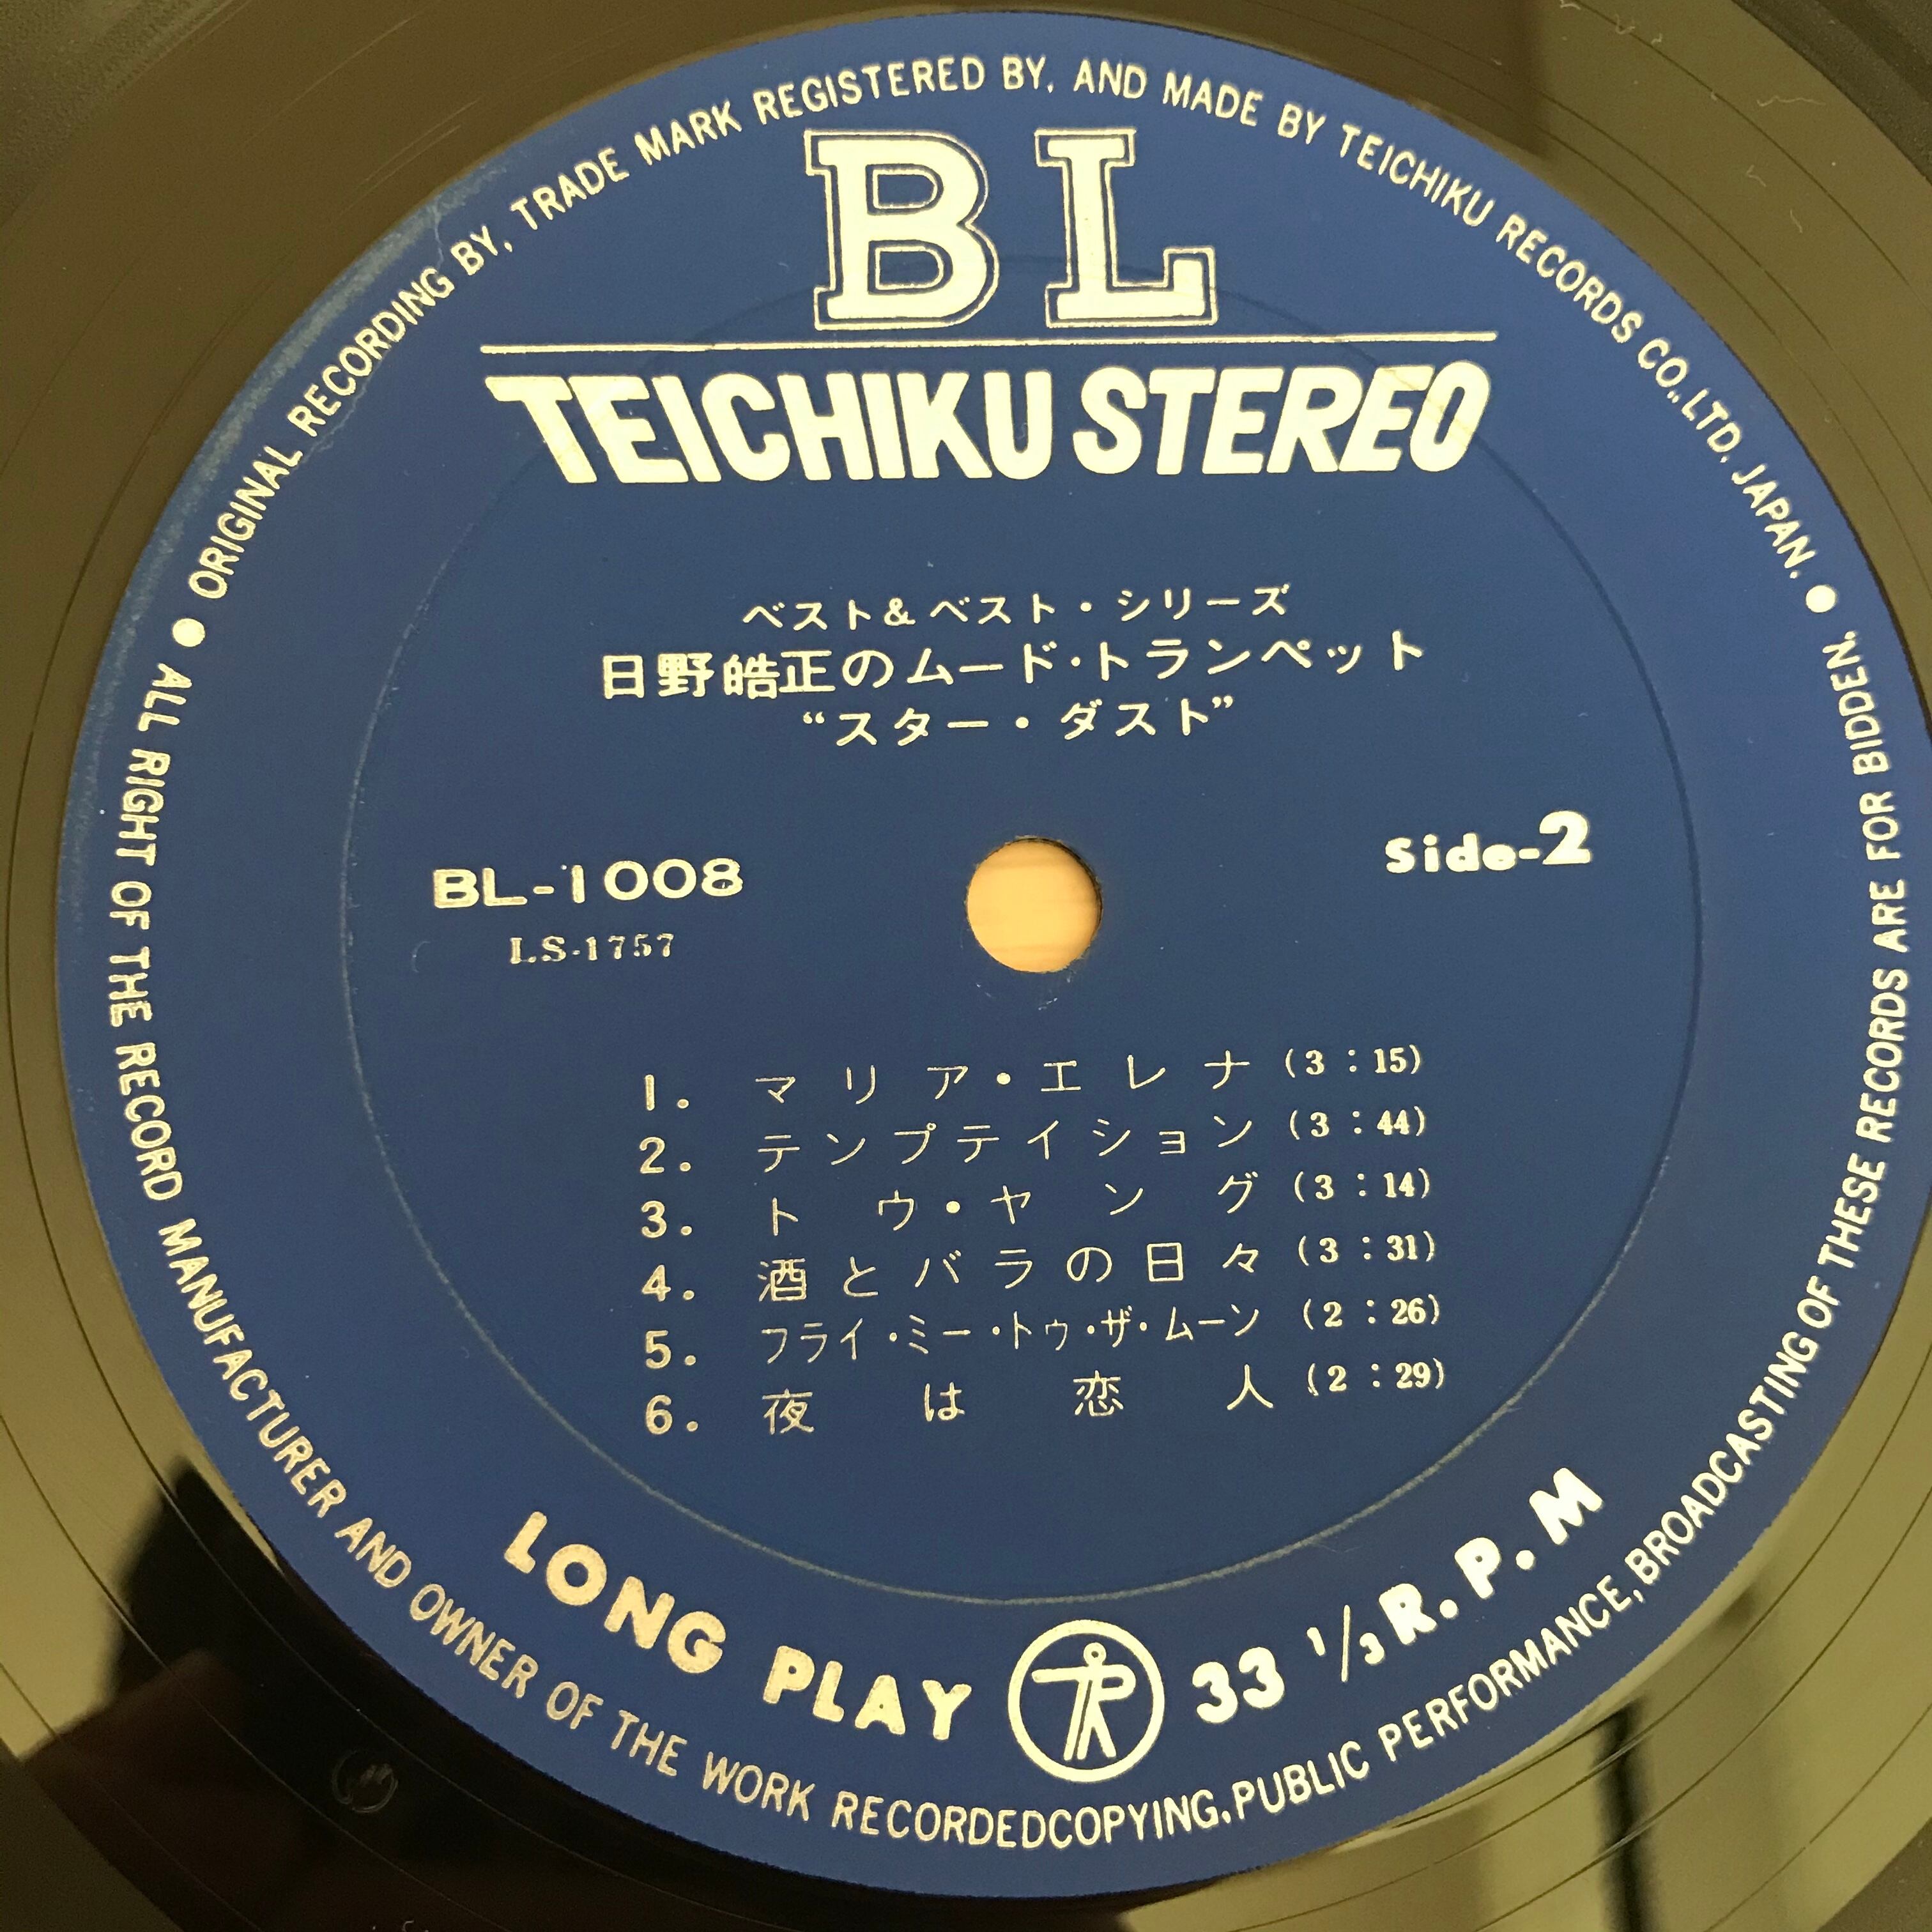 ● ORIGINAL RECORDING BY, TRADE MARK REGISTERED BY, AND MADE BY TEICHIKU RECORDS CO., LTD. JAPAN. ●
BL
TEICHIKU STEREO
ベスト&ベスト・シリーズ
日野皓正のムード・トランペット
“スター・ダスト”
BL-1008
Side-2
LS-1757
1. マリア・エレナ (3:15)
2. テンプテイション (3:44)
3. トウ・ヤング (3:14)
4. 酒とバラの日々 (3:31)
5. フライ・ミー・トゥ・ザ・ムーン (2:26)
6. 夜は恋人 (2:29)
LONG PLAY 33 1/3 R.P.M
ALL RIGHT OF THE RECORD MANUFACTURER AND OWNER OF THE WORK RECORDEDCOPYING, PUBLIC PERFORMANCE, BROADCASTING OF THESE RECORDS ARE FOR BIDDEN.